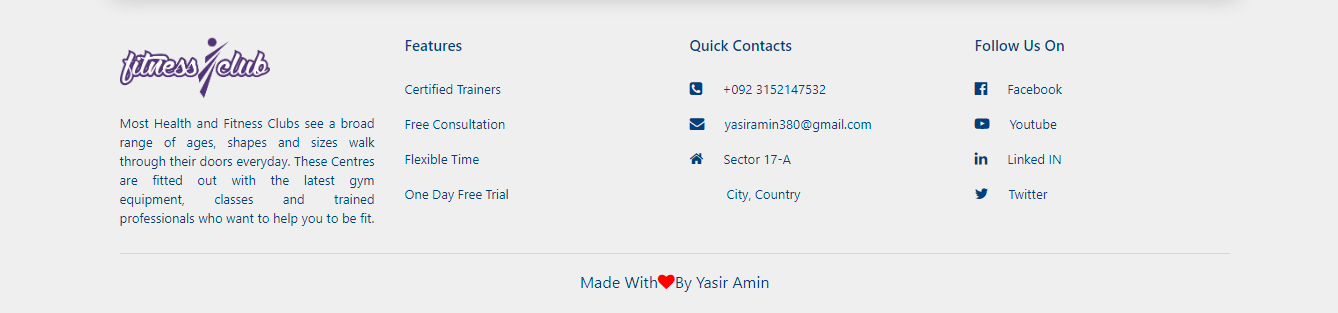 fitness club
Most Health and Fitness Clubs see a broad
range of ages, shapes and sizes walk
through their doors everyday. These Centres
are fitted out with the latest gym
equipment, classes and trained
professionals who want to help you to be fit.
Features
Certified Trainers
Free Consultation
Flexible Time
One Day Free Trial
Quick Contacts
+092 3152147532
yasiramin380@gmail.com
Sector 17-A
City, Country
Follow Us On
Facebook
Youtube
Linked IN
Twitter
Made With By Yasir Amin